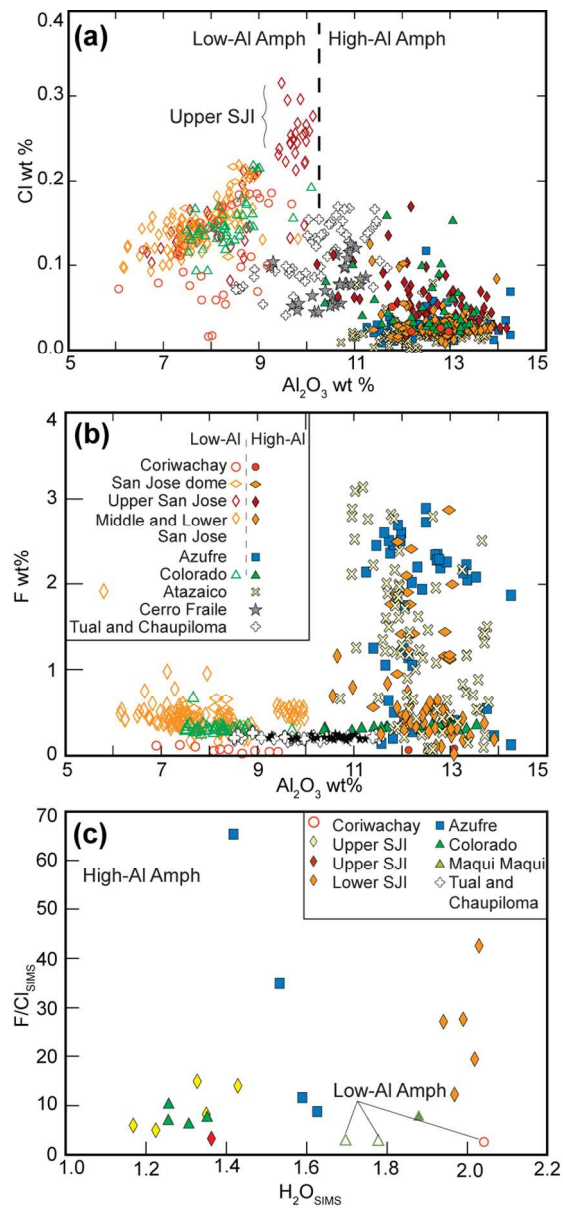 (a)
Low-Al Amph High-Al Amph
Upper SJI
Cl wt %
0.4
0.3
0.2
0.1
0.0
5 7 9 11 13 15
Al₂O₃ wt %
(b)
Low-Al High-Al
Coriwachay
San Jose dome
Upper San Jose
Middle and Lower
San Jose
Azufre
Colorado
Atazaico
Cerro Fraile
Tual and Chaupiloma
F wt%
4
3
2
1
0
5 7 9 11 13 15
Al₂O₃ wt%
(c)
High-Al Amph
Coriwachay
Upper SJI
Upper SJI
Lower SJI
Azufre
Colorado
Maqui Maqui
Tual and
Chaupiloma
Low-Al Amph
F/Cl SIMS
70
60
50
40
30
20
10
0
1.0 1.2 1.4 1.6 1.8 2.0 2.2
H₂O SIMS